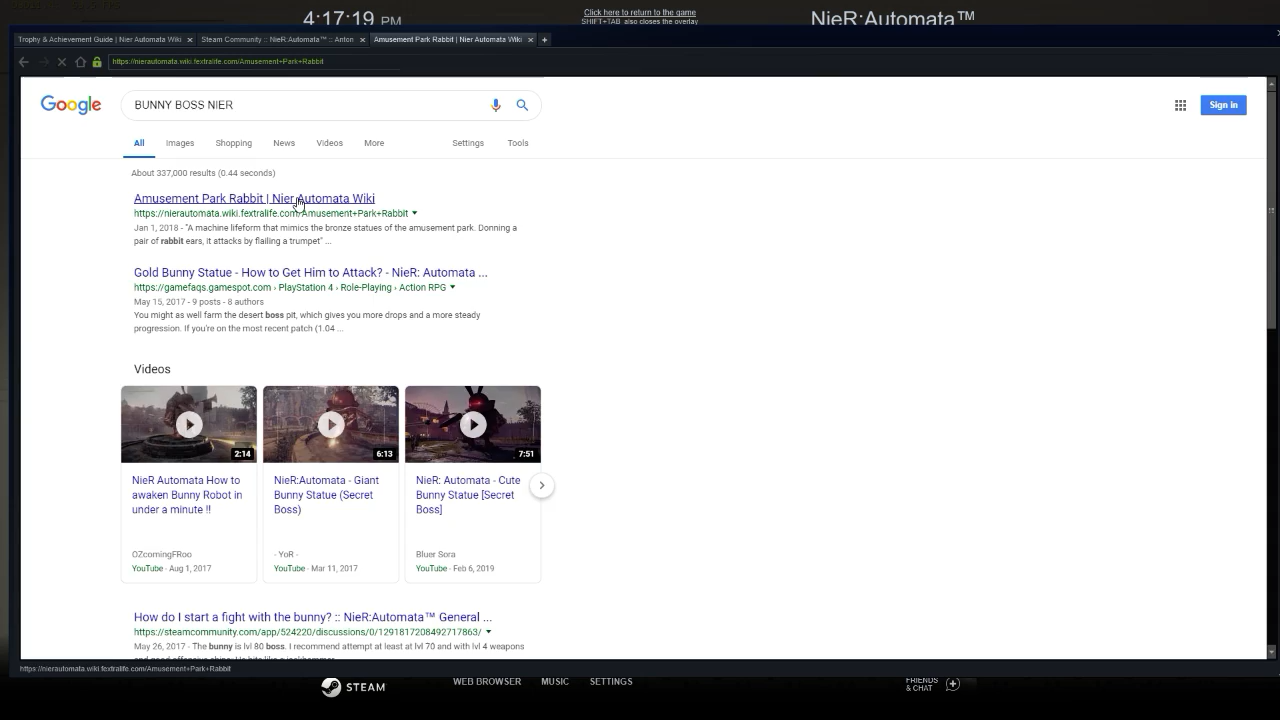 4:17:19 PM
Click here to return to the game
SHIFT+TAB also closes the overlay
NieR:Automata™
Trophy & Achievement Guide | Nier Automata Wiki
Steam Community :: NieR:Automata™ :: Anton
Amusement Park Rabbit | Nier Automata Wiki
https://nierautomata.wiki.fextralife.com/Amusement+Park+Rabbit
Google
BUNNY BOSS NIER
Sign in
All
Images
Shopping
News
Videos
More
Settings
Tools
About 337,000 results (0.44 seconds)
Amusement Park Rabbit | Nier Automata Wiki
https://nierautomata.wiki.fextralife.com/Amusement+Park+Rabbit
Jan 1, 2018 - "A machine lifeform that mimics the bronze statues of the amusement park. Donning a
pair of rabbit ears, it attacks by flailing a trumpet" ...
Gold Bunny Statue - How to Get Him to Attack? - NieR: Automata ...
https://gamefaqs.gamespot.com › PlayStation 4 › Role-Playing › Action RPG
May 15, 2017 - 9 posts - 8 authors
You might as well farm the desert boss pit, which gives you more drops and a more steady
progression. If you're on the most recent patch (1.04 ...
Videos
2:14
6:13
7:51
NieR Automata How to
awaken Bunny Robot in
under a minute !!
OZcomingFRoo
YouTube - Aug 1, 2017
NieR:Automata - Giant
Bunny Statue (Secret
Boss)
- YoR -
YouTube - Mar 11, 2017
NieR: Automata - Cute
Bunny Statue [Secret
Boss]
Bluer Sora
YouTube - Feb 6, 2019
How do I start a fight with the bunny? :: NieR:Automata™ General ...
https://steamcommunity.com/app/524220/discussions/0/1291817208492717863/
May 26, 2017 - The bunny is lvl 80 boss. I recommend attempt at least at lvl 70 and with lvl 4 weapons
https://nierautomata.wiki.fextralife.com/Amusement+Park+Rabbit
STEAM
WEB BROWSER
MUSIC
SETTINGS
FRIENDS
& CHAT